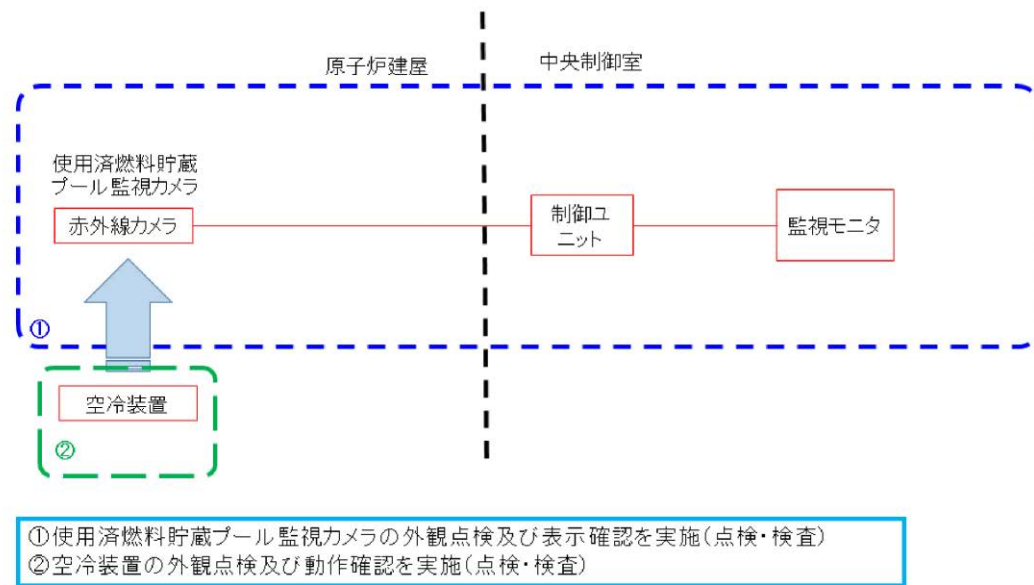 原子炉建屋
中央制御室
使用済燃料貯蔵
プール監視カメラ
赤外線カメラ
制御ユ
ニット
監視モニタ
①
空冷装置
②
①使用済燃料貯蔵プール監視カメラの外観点検及び表示確認を実施(点検・検査)
②空冷装置の外観点検及び動作確認を実施(点検・検査)